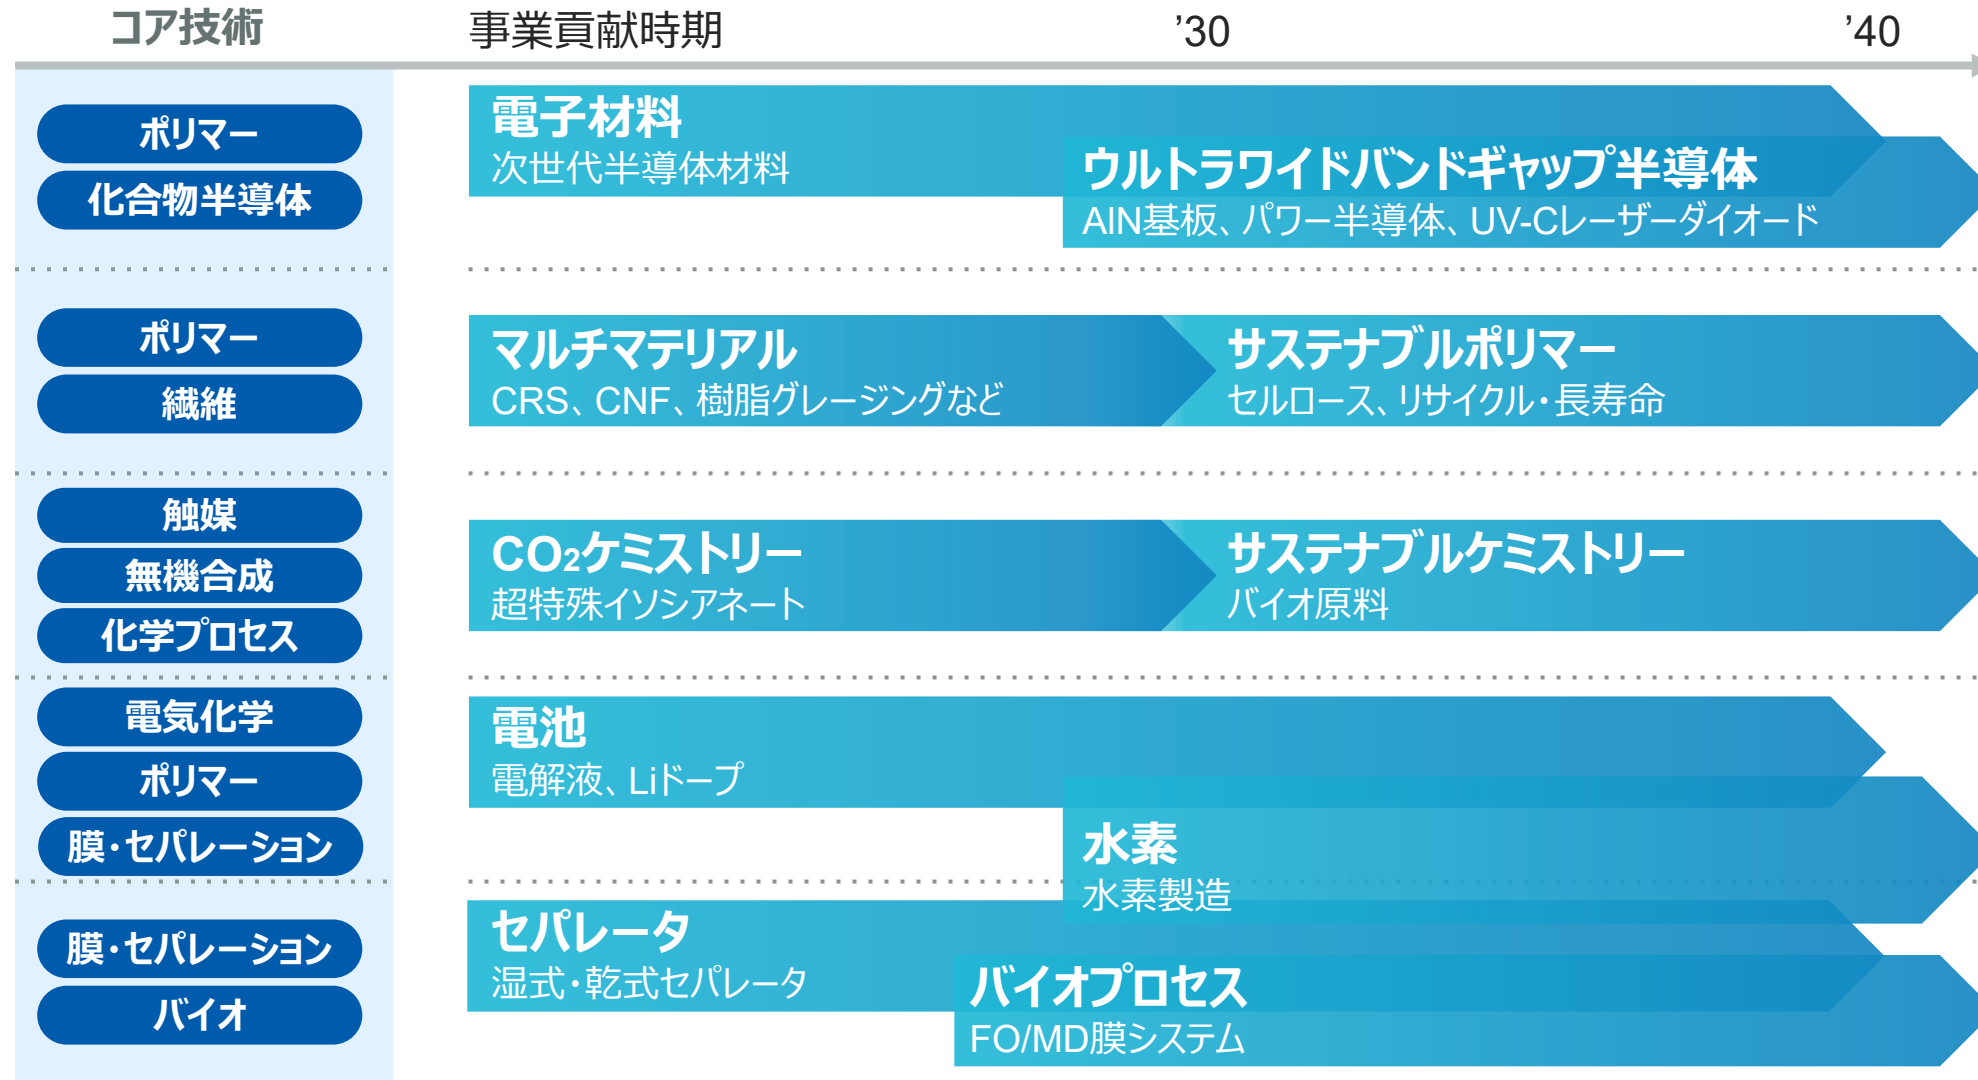 コア技術
事業貢献時期
’30
’40
ポリマー
化合物半導体
電子材料
次世代半導体材料
ウルトラワイドバンドギャップ半導体
AlN基板、パワー半導体、UV-Cレーザーダイオード
ポリマー
繊維
マルチマテリアル
CRS、CNF、樹脂グレージングなど
サステナブルポリマー
セルロース、リサイクル・長寿命
触媒
無機合成
化学プロセス
CO₂ケミストリー
超特殊イソシアネート
サステナブルケミストリー
バイオ原料
電気化学
ポリマー
膜・セパレーション
電池
電解液、Liドープ
水素
水素製造
膜・セパレーション
バイオ
セパレータ
湿式・乾式セパレータ
バイオプロセス
FO/MD膜システム